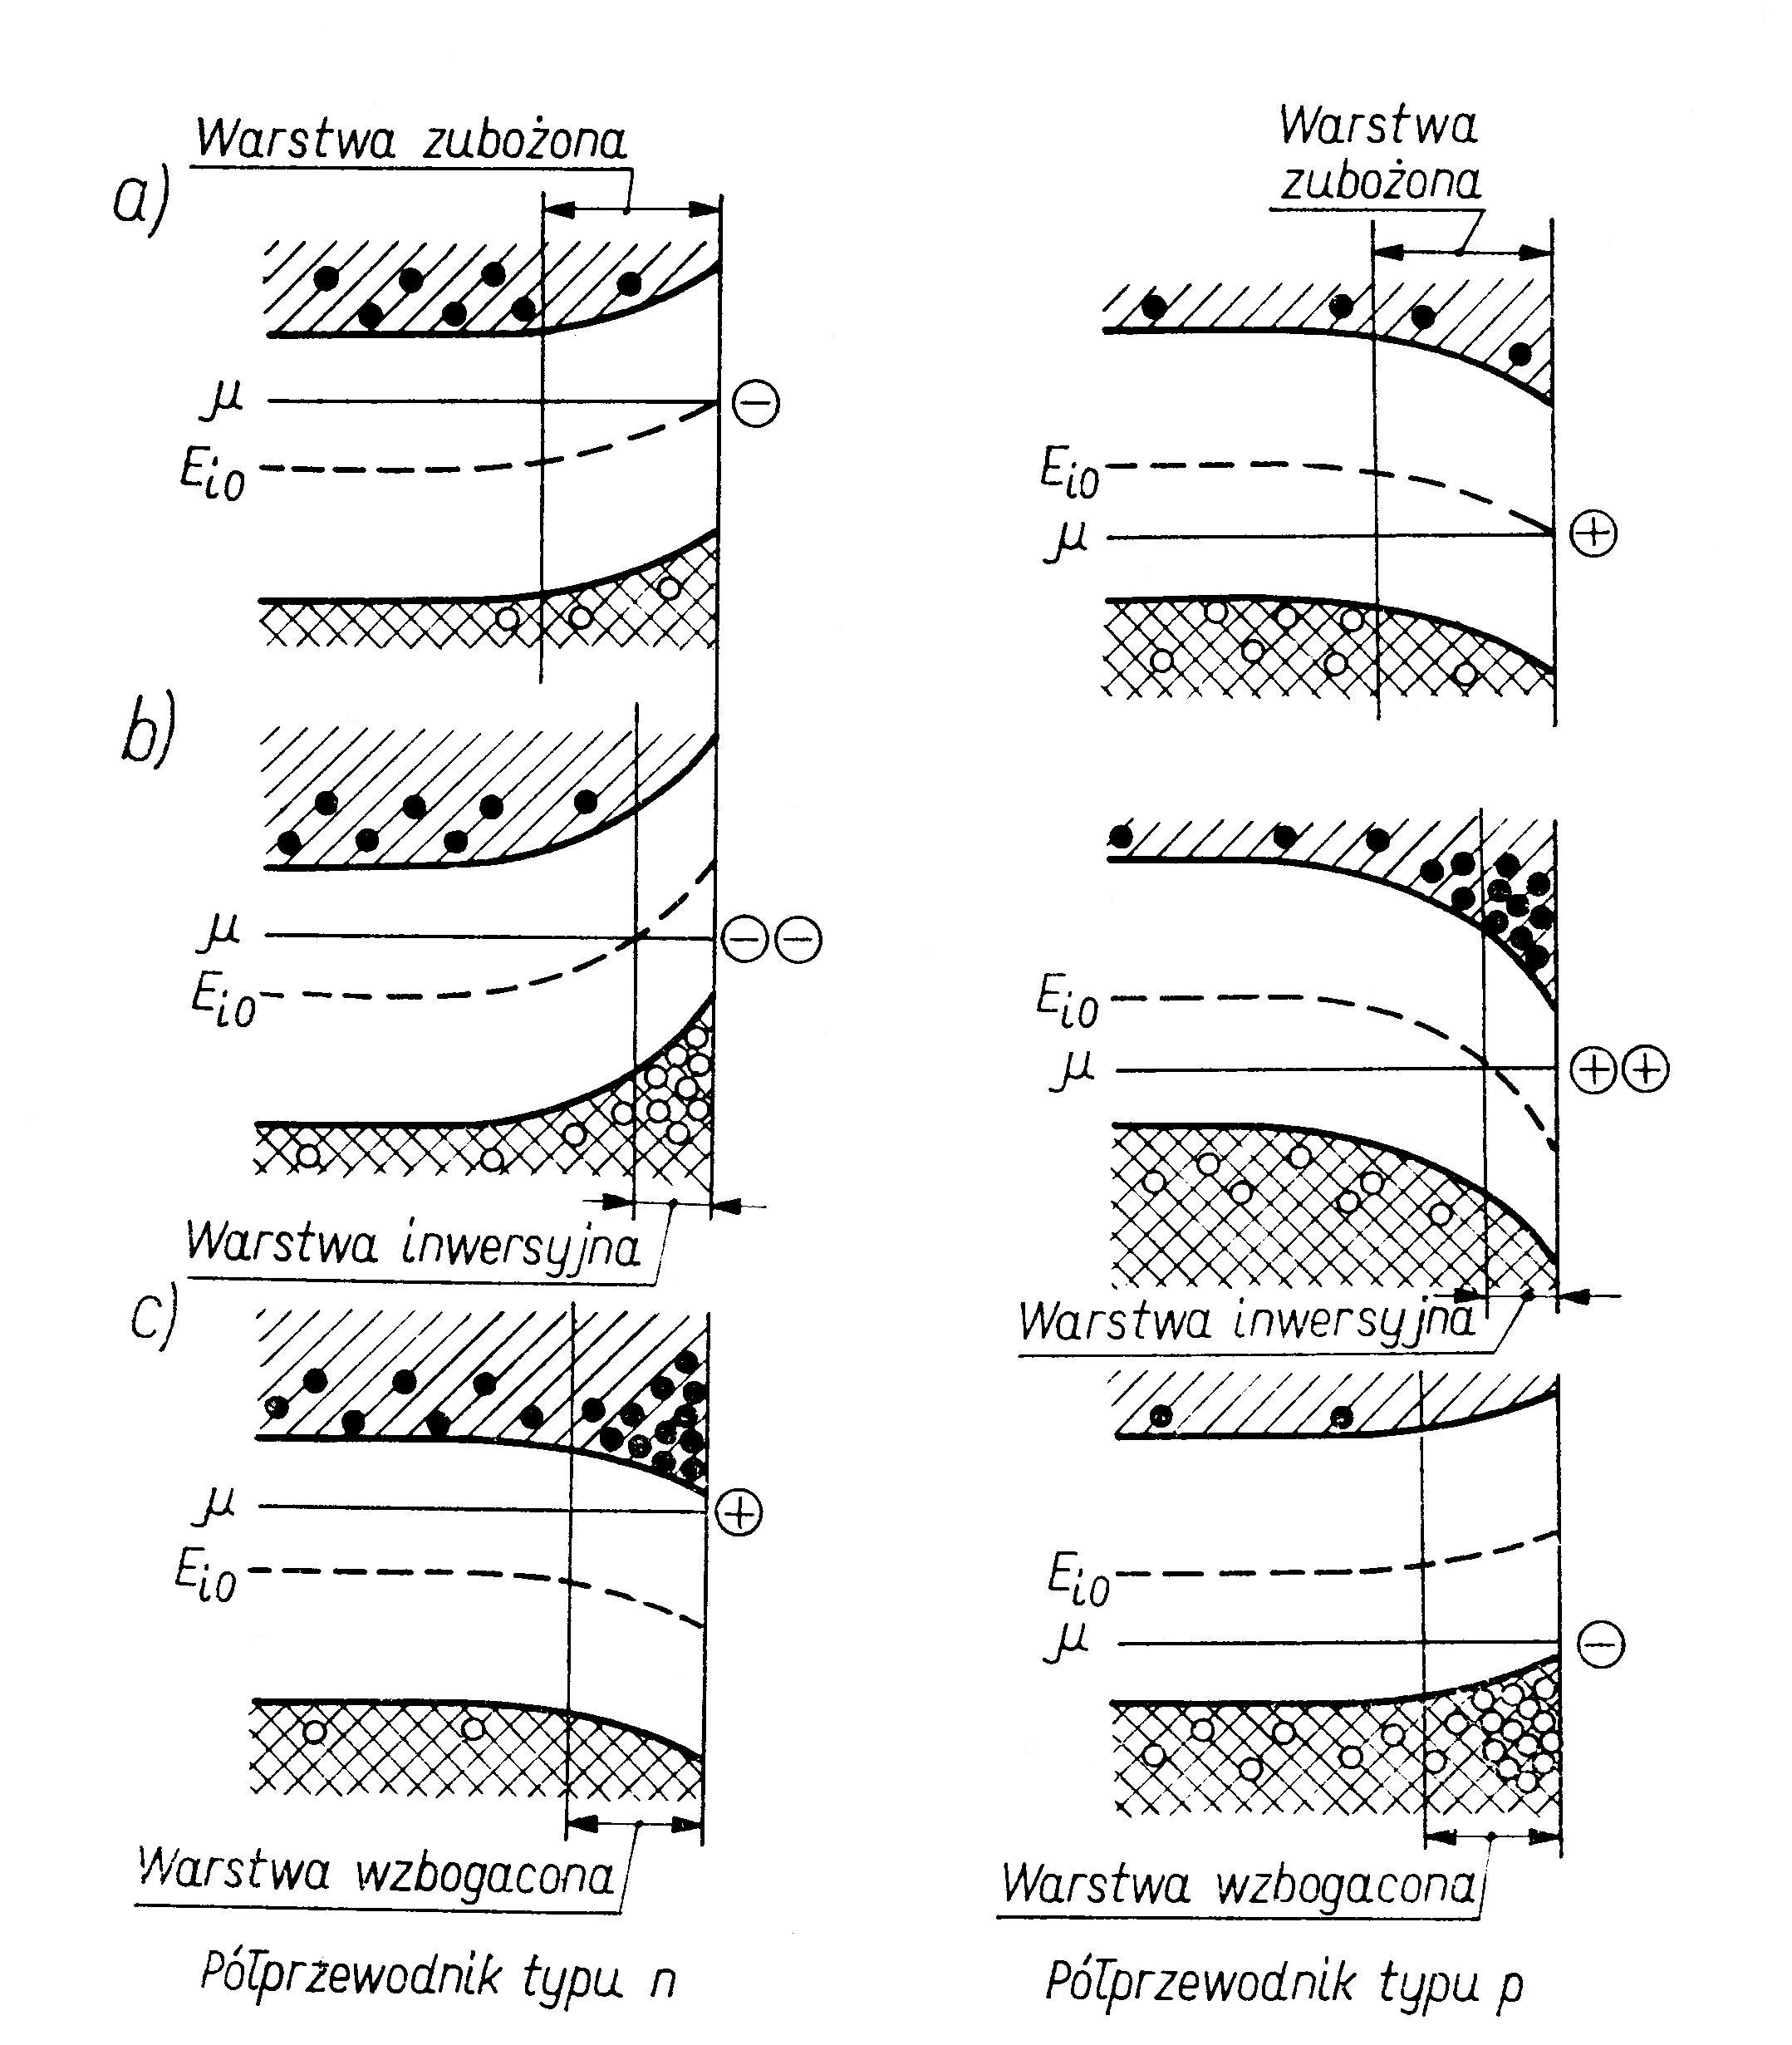 a)
Warstwa zubożona
μ
−
E_i0
Warstwa
zubożona
E_i0
μ
+
b)
μ
− −
E_i0
Warstwa inwersyjna
E_i0
μ
+ +
Warstwa inwersyjna
c)
μ
+
E_i0
Warstwa wzbogacona
Półprzewodnik typu n
E_i0
μ
−
Warstwa wzbogacona
Półprzewodnik typu p